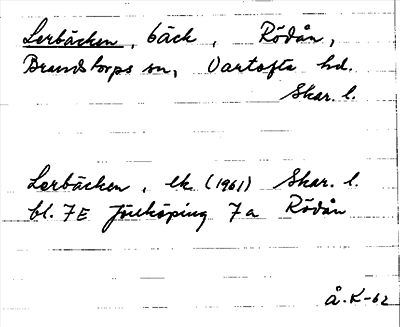 Lerbäcken, bäck, Rödån,
Brandstorps sn, Vartofta hd.
Skar. l.
Lerbäcken, ek. (1961) Skar. l.
bl. 7E Jönköping 7a Rödån
Å.K-62